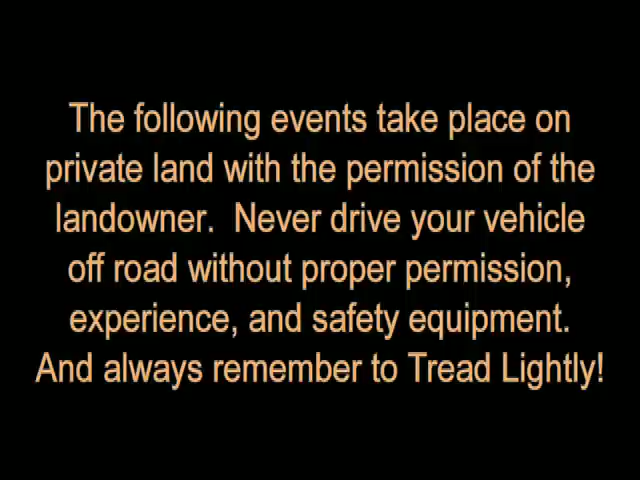 The following events take place on
private land with the permission of the
landowner.  Never drive your vehicle
off road without proper permission,
experience, and safety equipment.
And always remember to Tread Lightly!